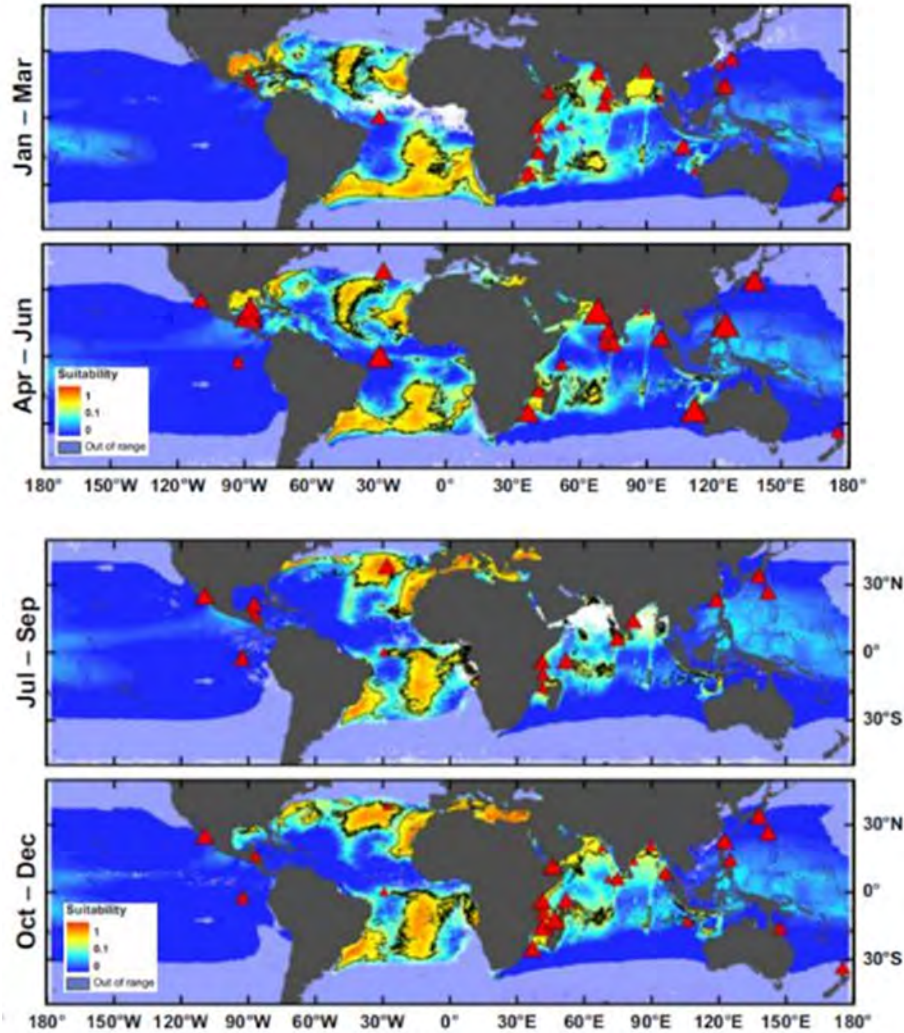 Jan – Mar
Apr – Jun
Suitability
1
0.1
0
Out of range
180° 150°W 120°W 90°W 60°W 30°W 0° 30°E 60°E 90°E 120°E 150°E 180°
Jul – Sep
30°N
0°
30°S
Oct – Dec
Suitability
1
0.1
0
Out of range
30°N
0°
30°S
180° 150°W 120°W 90°W 60°W 30°W 0° 30°E 60°E 90°E 120°E 150°E 180°